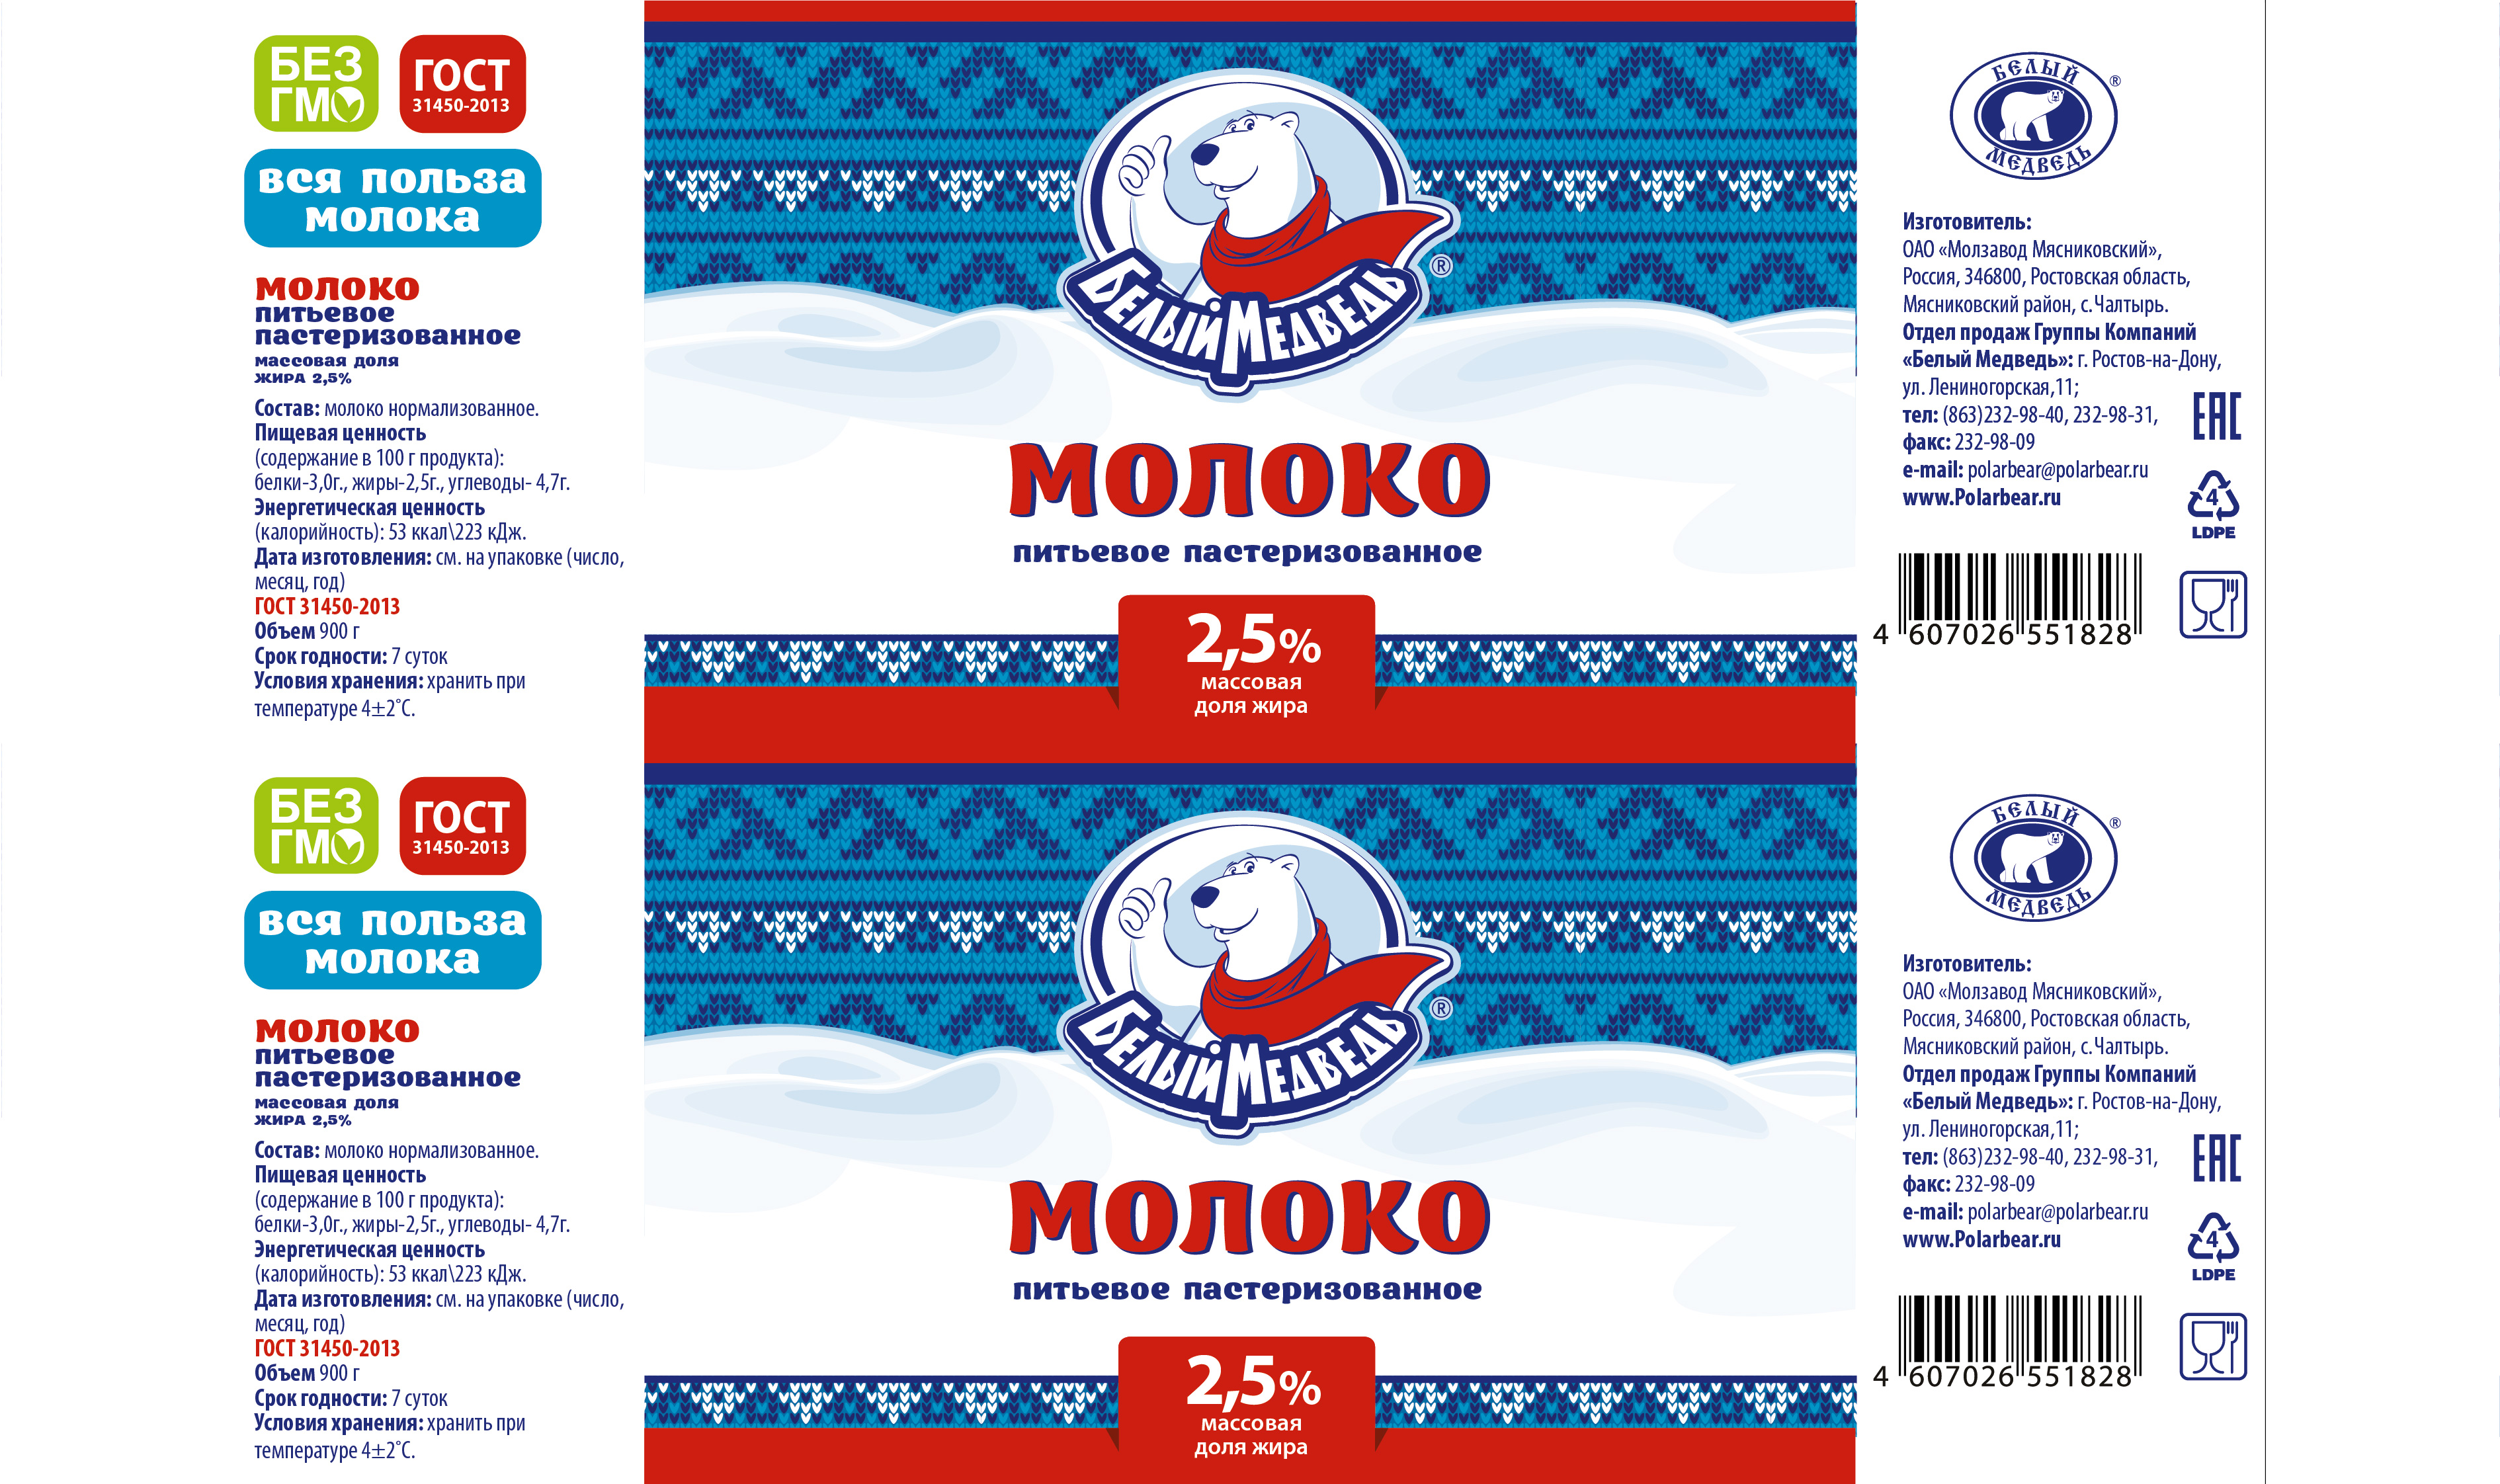 БЕЗ
ГМО
ГОСТ
31450-2013
вся польза
молока
молоко
питьевое
пастеризованное
массовая доля
жира 2,5%
Состав: молоко нормализованное.
Пищевая ценность
(содержание в 100 г продукта):
белки-3,0г., жиры-2,5г., углеводы- 4,7г.
Энергетическая ценность
(калорийность): 53 ккал\223 кДж.
Дата изготовления: см. на упаковке (число,
месяц, год)
ГОСТ 31450-2013
Объем 900 г
Срок годности: 7 суток
Условия хранения: хранить при
температуре 4±2°С.
Белый Медведь
®
молоко
питьевое пастеризованное
2,5%
массовая
доля жира
БЕЛЫЙ
МЕДВЕДЬ
®
Изготовитель:
ОАО «Молзавод Мясниковский»,
Россия, 346800, Ростовская область,
Мясниковский район, с.Чалтырь.
Отдел продаж Группы Компаний
«Белый Медведь»: г. Ростов-на-Дону,
ул. Лениногорская,11;
тел: (863)232-98-40, 232-98-31,
факс: 232-98-09
e-mail: polarbear@polarbear.ru
www.Polarbear.ru
EAC
4
LDPE
4 607026 551828
БЕЗ
ГМО
ГОСТ
31450-2013
вся польза
молока
молоко
питьевое
пастеризованное
массовая доля
жира 2,5%
Состав: молоко нормализованное.
Пищевая ценность
(содержание в 100 г продукта):
белки-3,0г., жиры-2,5г., углеводы- 4,7г.
Энергетическая ценность
(калорийность): 53 ккал\223 кДж.
Дата изготовления: см. на упаковке (число,
месяц, год)
ГОСТ 31450-2013
Объем 900 г
Срок годности: 7 суток
Условия хранения: хранить при
температуре 4±2°С.
Белый Медведь
®
молоко
питьевое пастеризованное
2,5%
массовая
доля жира
БЕЛЫЙ
МЕДВЕДЬ
®
Изготовитель:
ОАО «Молзавод Мясниковский»,
Россия, 346800, Ростовская область,
Мясниковский район, с.Чалтырь.
Отдел продаж Группы Компаний
«Белый Медведь»: г. Ростов-на-Дону,
ул. Лениногорская,11;
тел: (863)232-98-40, 232-98-31,
факс: 232-98-09
e-mail: polarbear@polarbear.ru
www.Polarbear.ru
EAC
4
LDPE
4 607026 551828